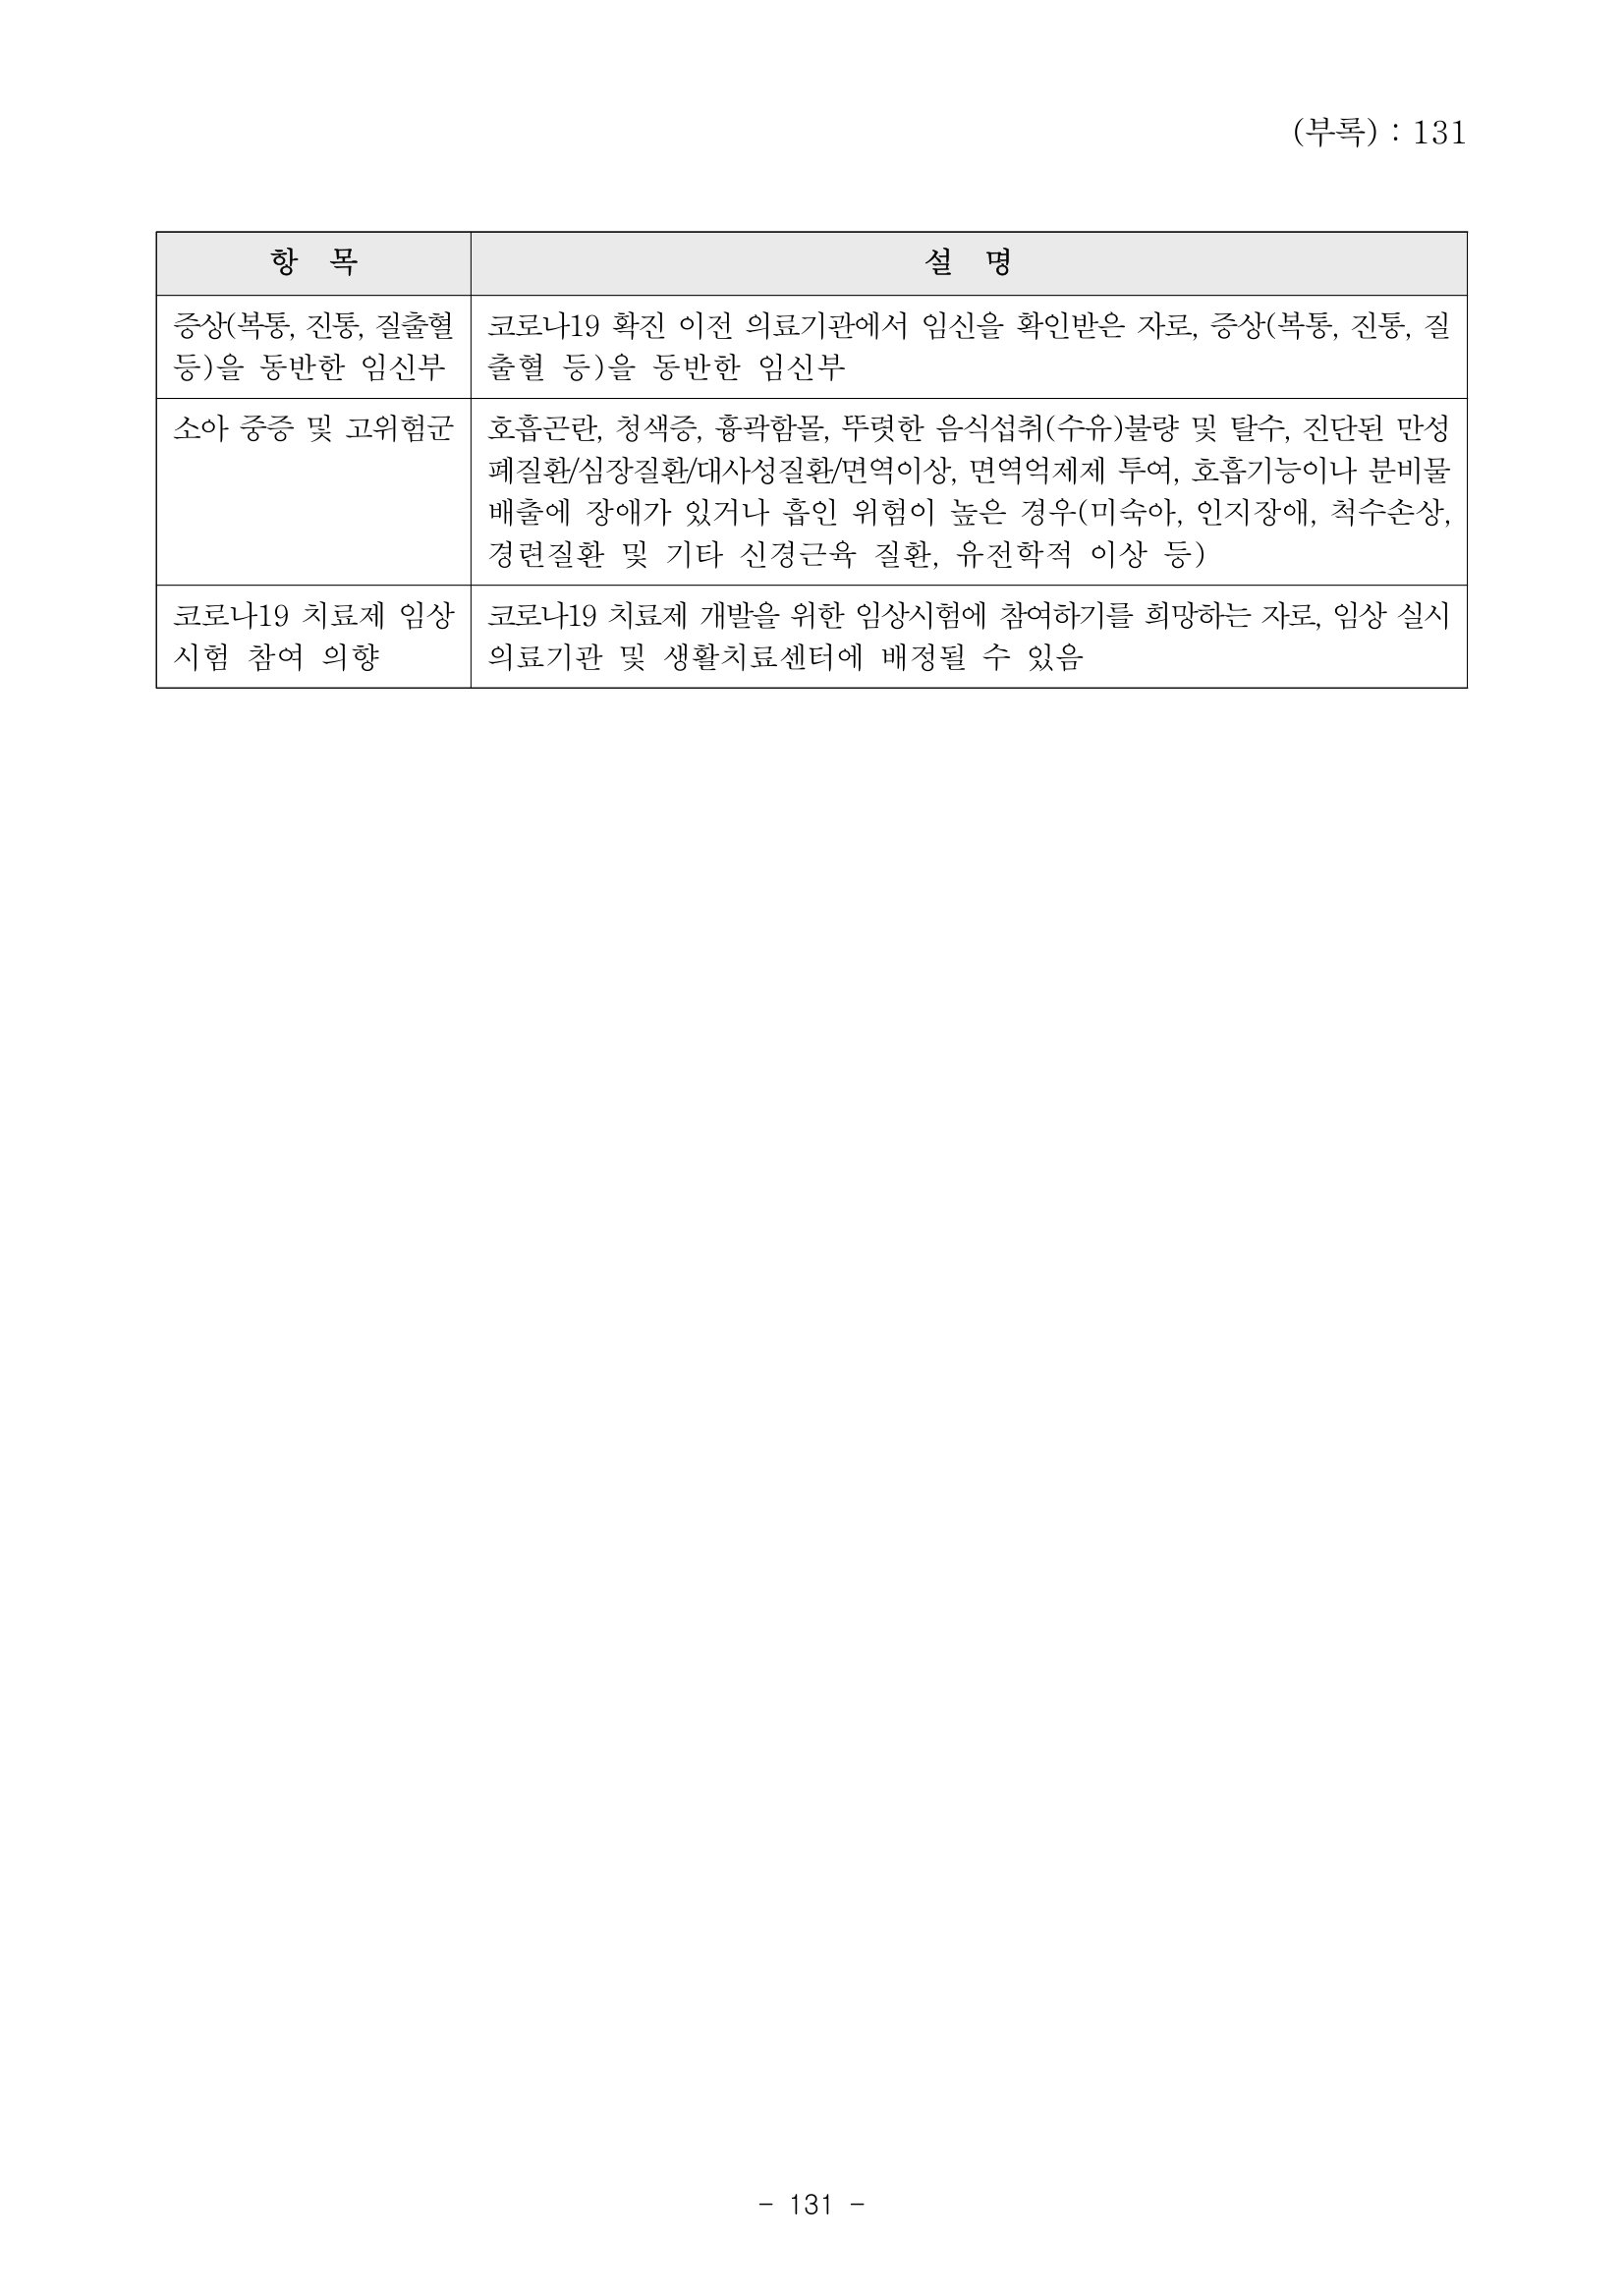 (부록) : 131
항 목
설 명
증상(복통, 진통, 질출혈
등)을 동반한 임신부
코로나19 확진 이전 의료기관에서 임신을 확인받은 자로, 증상(복통, 진통, 질
출혈 등)을 동반한 임신부
소아 중증 및 고위험군
호흡곤란, 청색증, 흉곽함몰, 뚜렷한 음식섭취(수유)불량 및 탈수, 진단된 만성
폐질환/심장질환/대사성질환/면역이상, 면역억제제 투여, 호흡기능이나 분비물
배출에 장애가 있거나 흡인 위험이 높은 경우(미숙아, 인지장애, 척수손상,
경련질환 및 기타 신경근육 질환, 유전학적 이상 등)
코로나19 치료제 임상
시험 참여 의향
코로나19 치료제 개발을 위한 임상시험에 참여하기를 희망하는 자로, 임상 실시
의료기관 및 생활치료센터에 배정될 수 있음
- 131 -